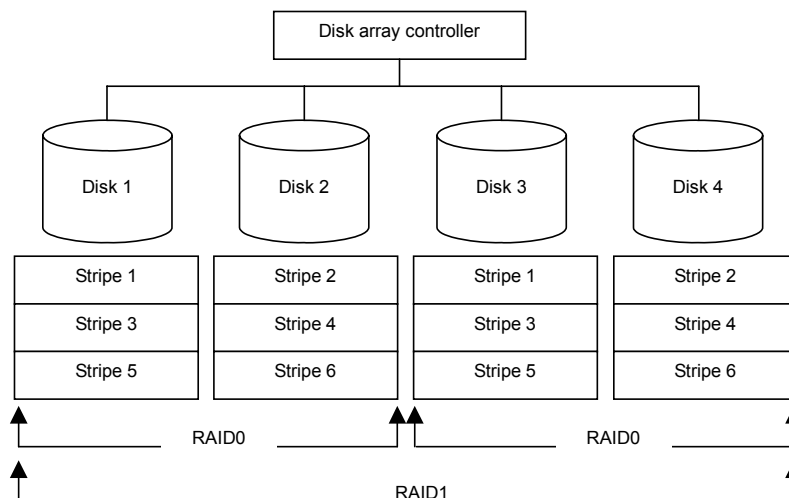 Disk array controller
Disk 1
Disk 2
Disk 3
Disk 4
Stripe 1
Stripe 2
Stripe 1
Stripe 2
Stripe 3
Stripe 4
Stripe 3
Stripe 4
Stripe 5
Stripe 6
Stripe 5
Stripe 6
RAID0
RAID0
RAID1